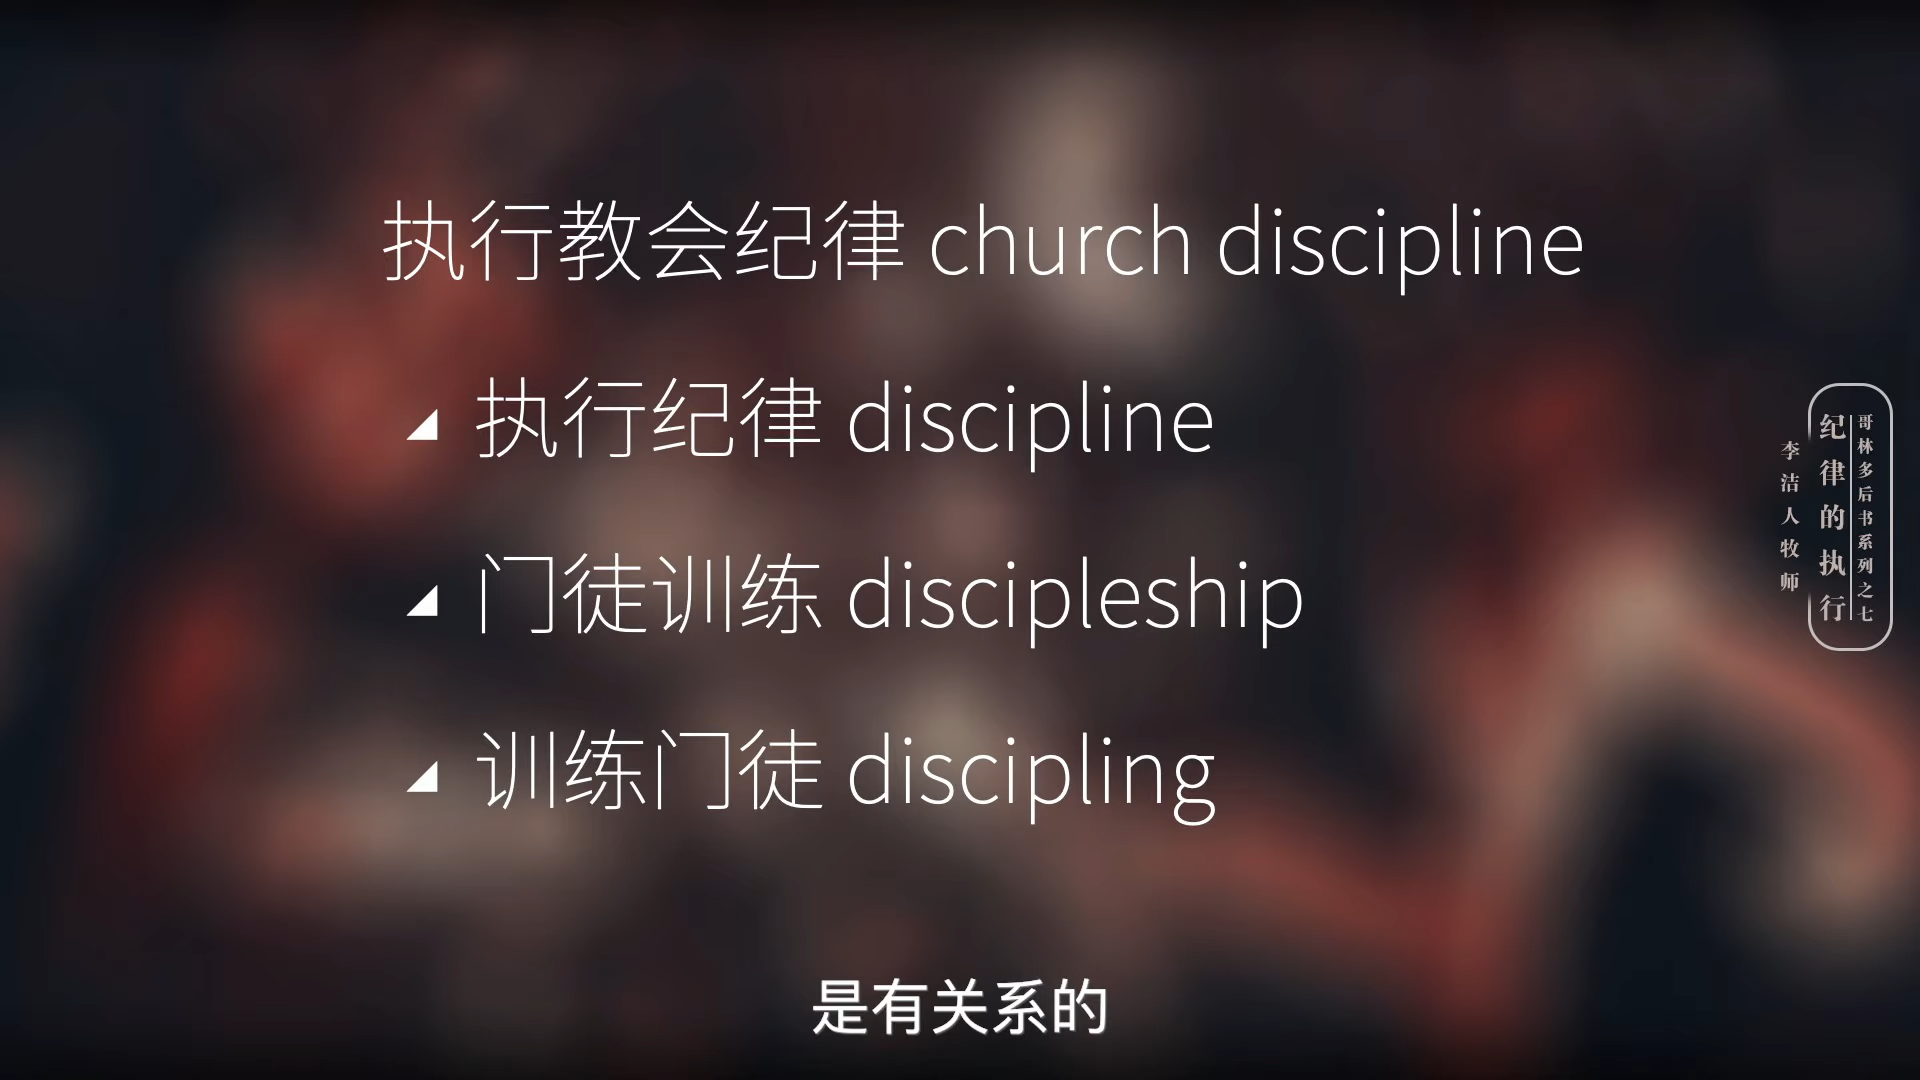 执行教会纪律 church discipline
执行纪律 discipline
门徒训练 discipleship
训练门徒 discipling
哥林多后书系列之七
纪律的执行
李洁人牧师
是有关系的